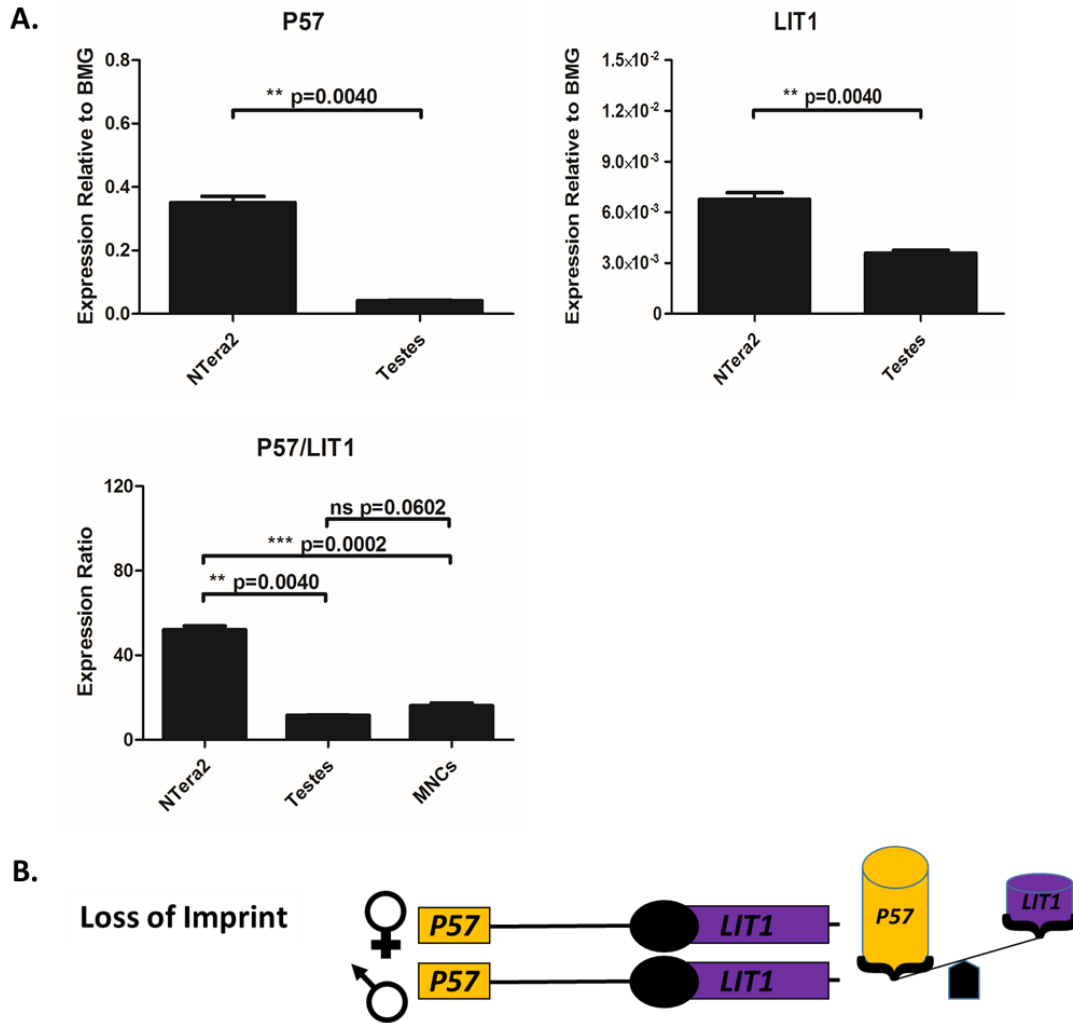 A.
P57
Expression Relative to BMG
0.8
0.6
0.4
0.2
0.0
** p=0.0040
NTera2
Testes
LIT1
Expression Relative to BMG
1.5×10⁻²
1.2×10⁻²
9.0×10⁻³
6.0×10⁻³
3.0×10⁻³
0
** p=0.0040
NTera2
Testes
P57/LIT1
Expression Ratio
120
80
40
0
ns p=0.0602
*** p=0.0002
** p=0.0040
NTera2
Testes
MNCs
B.
Loss of Imprint
P57
LIT1
P57
LIT1
P57
LIT1